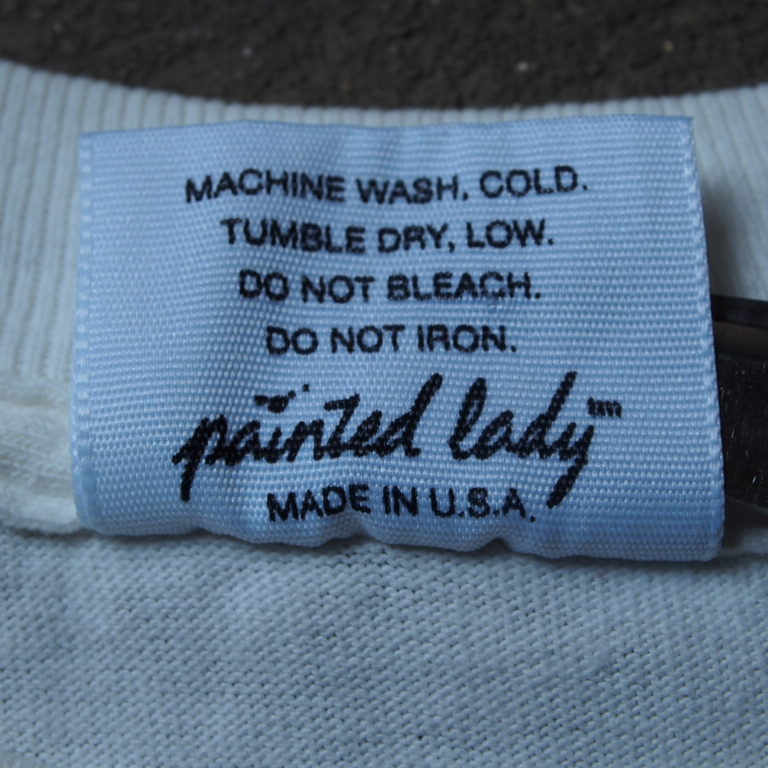 MACHINE WASH, COLD.
TUMBLE DRY, LOW.
DO NOT BLEACH.
DO NOT IRON.
painted lady™
MADE IN U.S.A.